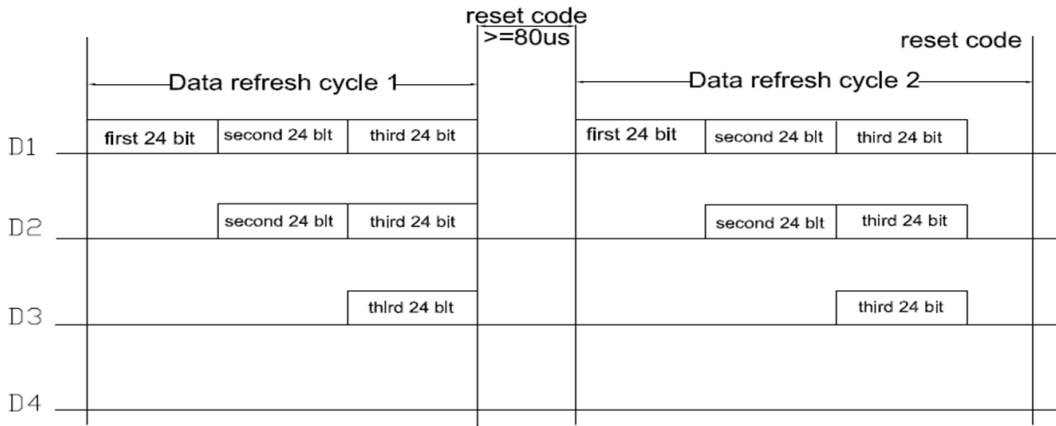 reset code
>=80us
reset code
Data refresh cycle 1
Data refresh cycle 2
D1 first 24 bit second 24 blt third 24 bit first 24 bit second 24 blt third 24 bit
D2 second 24 blt third 24 bit second 24 blt third 24 bit
D3 third 24 blt third 24 bit
D4